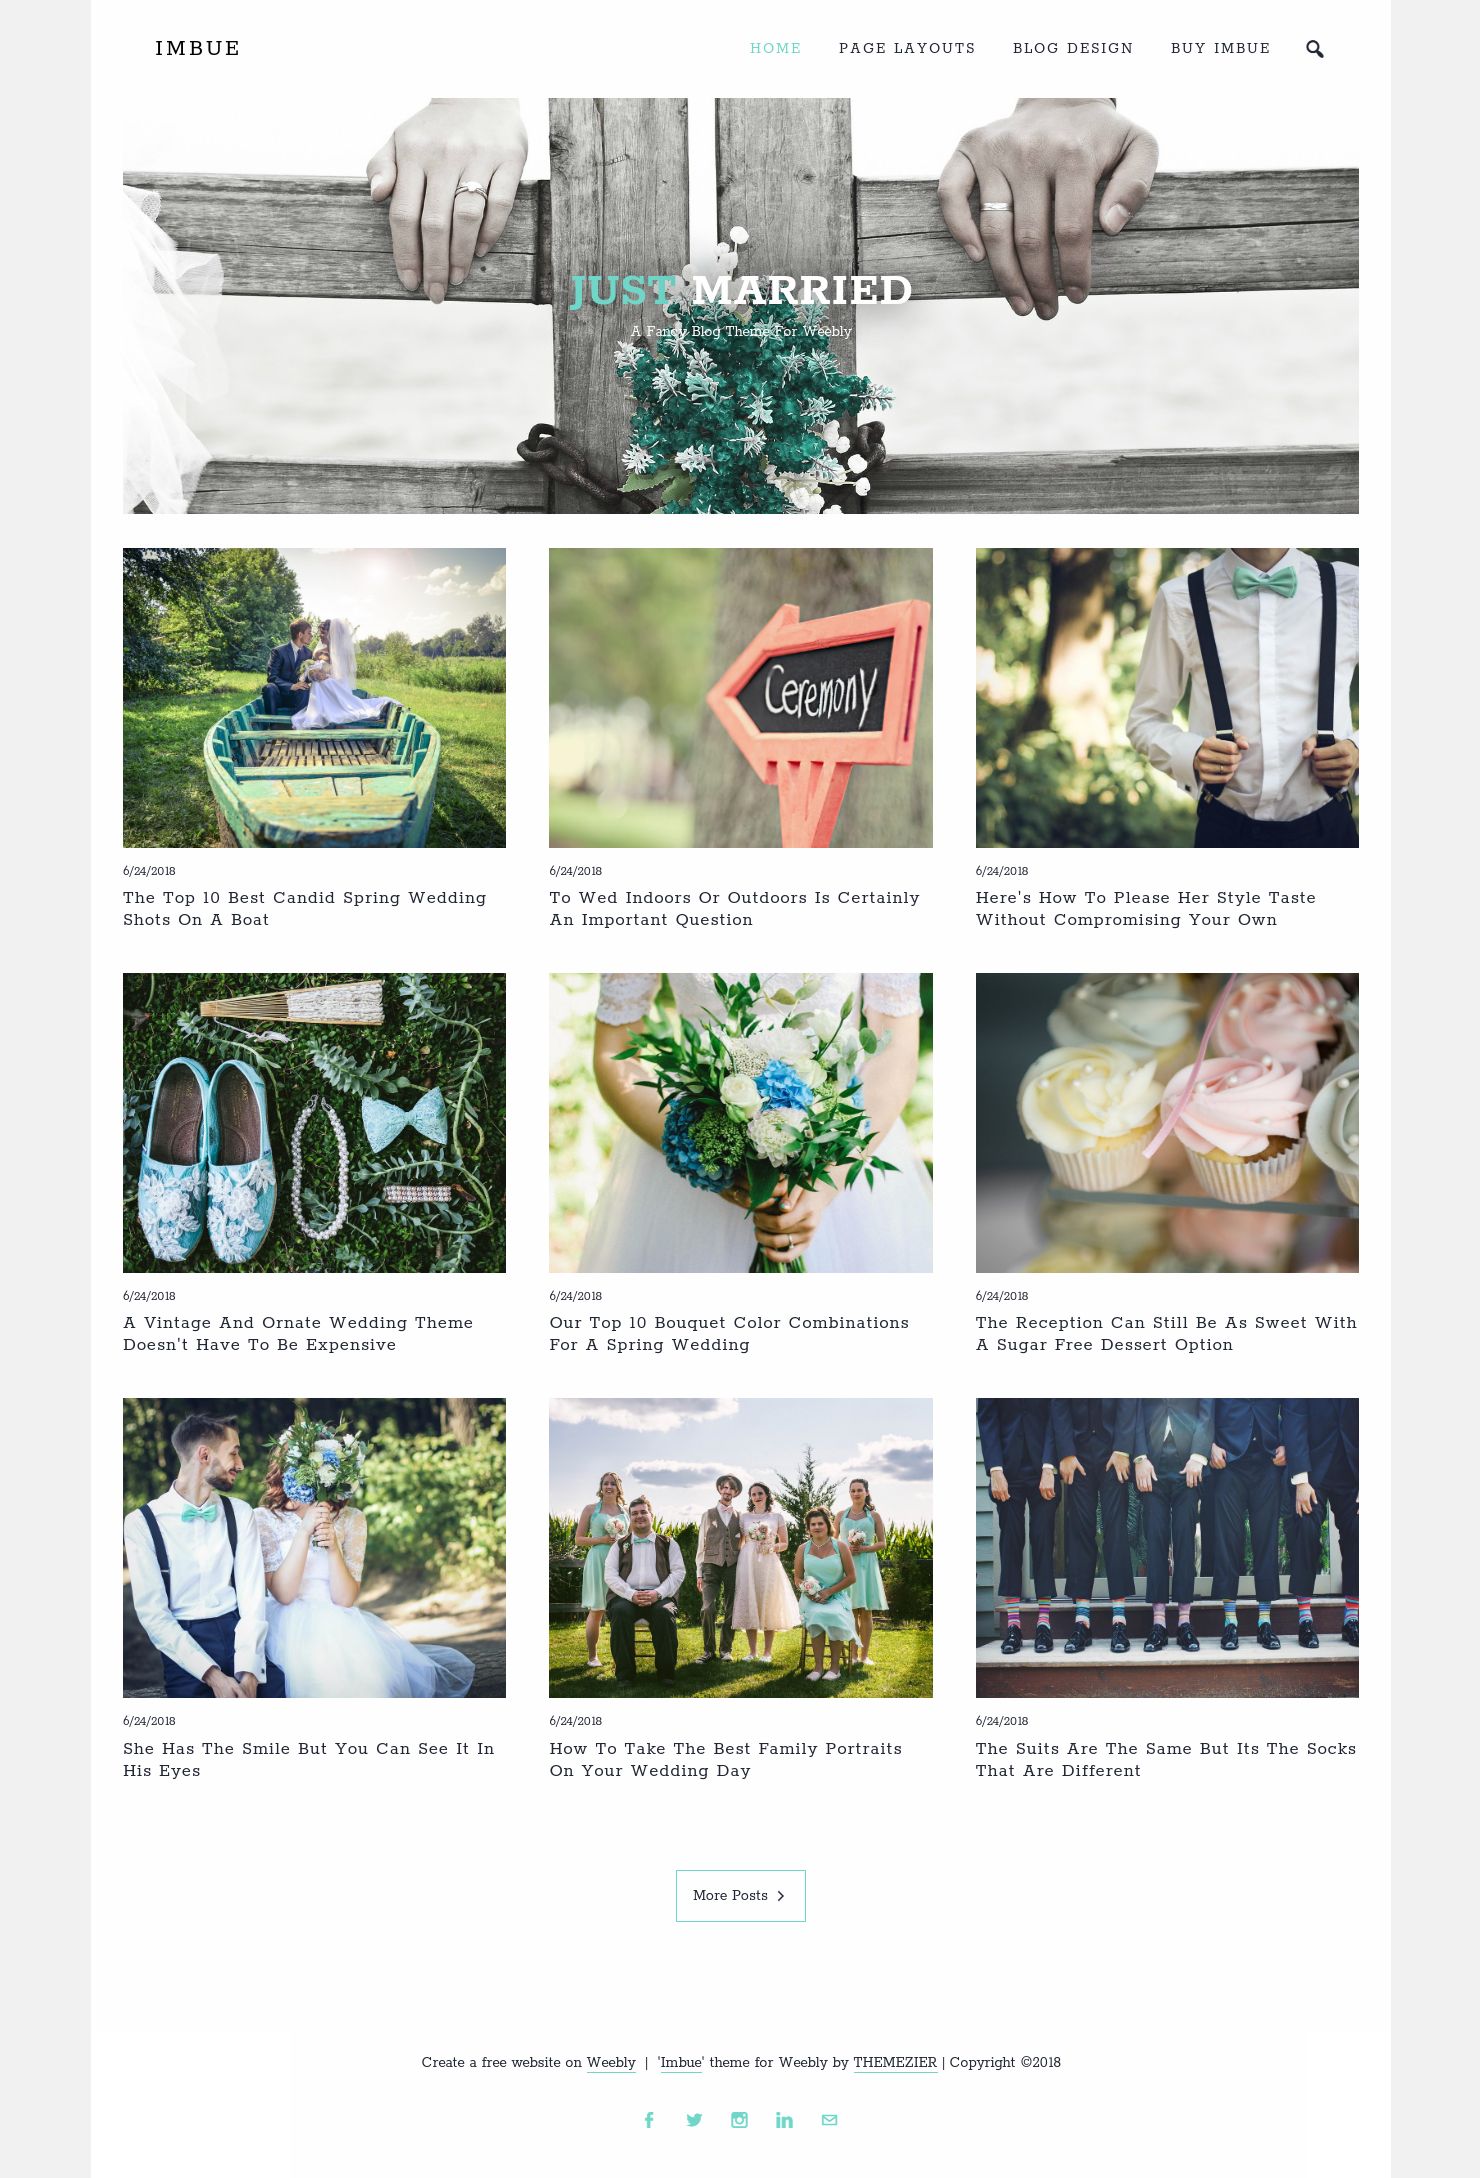 IMBUE
HOME PAGE LAYOUTS BLOG DESIGN BUY IMBUE
JUST MARRIED
A Fancy Blog Theme For Weebly
Ceremony
6/24/2018
The Top 10 Best Candid Spring Wedding
Shots On A Boat
6/24/2018
To Wed Indoors Or Outdoors Is Certainly
An Important Question
6/24/2018
Here's How To Please Her Style Taste
Without Compromising Your Own
6/24/2018
A Vintage And Ornate Wedding Theme
Doesn't Have To Be Expensive
6/24/2018
Our Top 10 Bouquet Color Combinations
For A Spring Wedding
6/24/2018
The Reception Can Still Be As Sweet With
A Sugar Free Dessert Option
6/24/2018
She Has The Smile But You Can See It In
His Eyes
6/24/2018
How To Take The Best Family Portraits
On Your Wedding Day
6/24/2018
The Suits Are The Same But Its The Socks
That Are Different
More Posts
Create a free website on Weebly | 'Imbue' theme for Weebly by THEMEZIER | Copyright ©2018